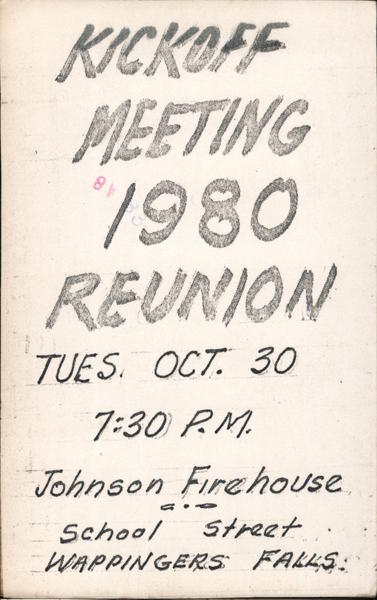 KICKOFF
MEETING
1980
REUNION
TUES. OCT. 30
7:30 P.M.
Johnson Firehouse
School Street
WAPPINGERS FALLS.